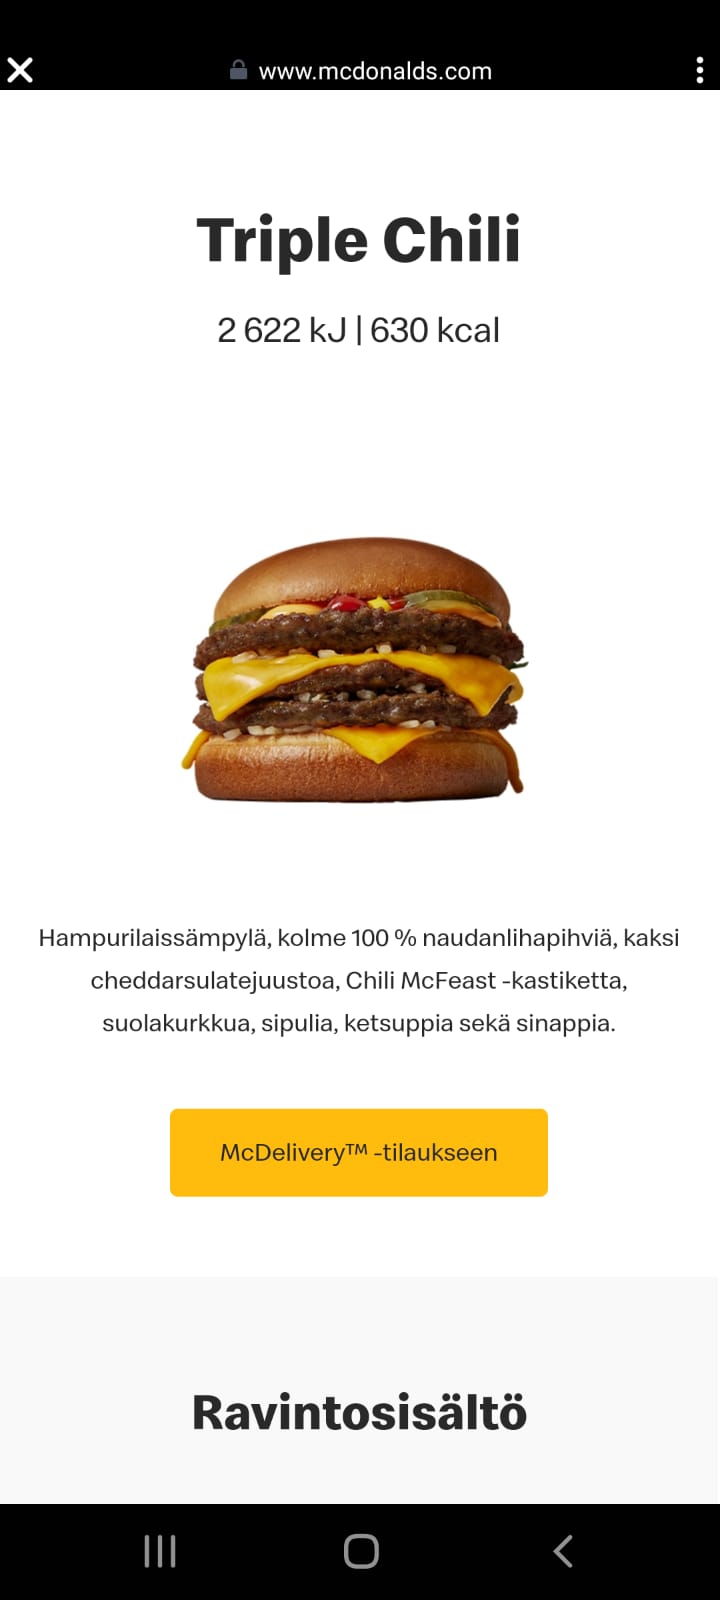 www.mcdonalds.com
Triple Chili
2 622 kJ | 630 kcal
Hampurilaissämpylä, kolme 100 % naudanlihapihviä, kaksi
cheddarsulatejuustoa, Chili McFeast -kastiketta,
suolakurkkua, sipulia, ketsuppia sekä sinappia.
McDelivery™ -tilaukseen
Ravintosisältö